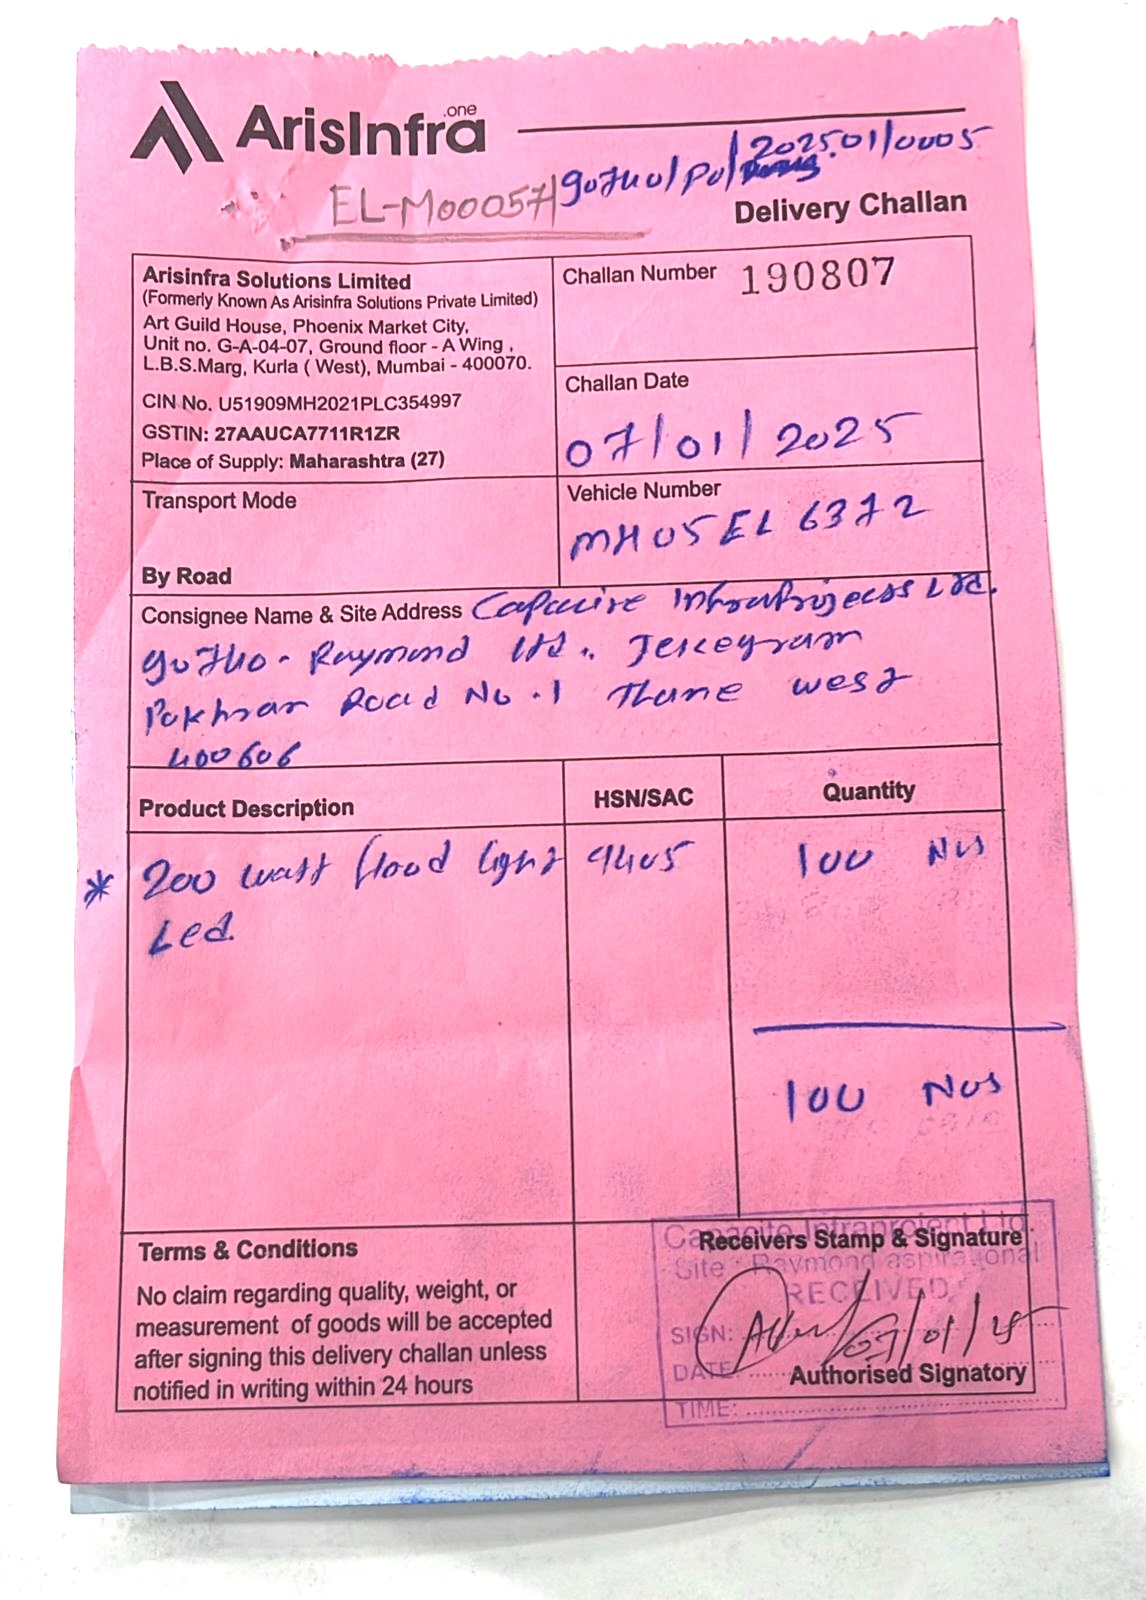 ArisInfra
.one
EL-M00057
90740/PO/202501/0005
Delivery Challan
Arisinfra Solutions Limited
(Formerly Known As Arisinfra Solutions Private Limited)
Art Guild House, Phoenix Market City,
Unit no. G-A-04-07, Ground floor - A Wing ,
L.B.S.Marg, Kurla ( West), Mumbai - 400070.
CIN No. U51909MH2021PLC354997
GSTIN: 27AAUCA7711R1ZR
Place of Supply: Maharashtra (27)
Challan Number 190807
Challan Date
07/01/2025
Transport Mode
By Road
Vehicle Number
MH05EL 6372
Consignee Name & Site Address Capacite Infraprojects Ltd.
Raymond Ltd. Jekegram
Pokhran Road No.1 Thane west
400606
Product Description HSN/SAC Quantity
* 200 watt flood light 9405 100 Nos
Led.
100 Nos
Terms & Conditions
No claim regarding quality, weight, or
measurement of goods will be accepted
after signing this delivery challan unless
notified in writing within 24 hours
Capacite Infraproject Ltd.
Receivers Stamp & Signature
Site : Raymond aspirational
RECEIVED
SIGN: 
DATE: 07/01/25
Authorised Signatory
TIME: